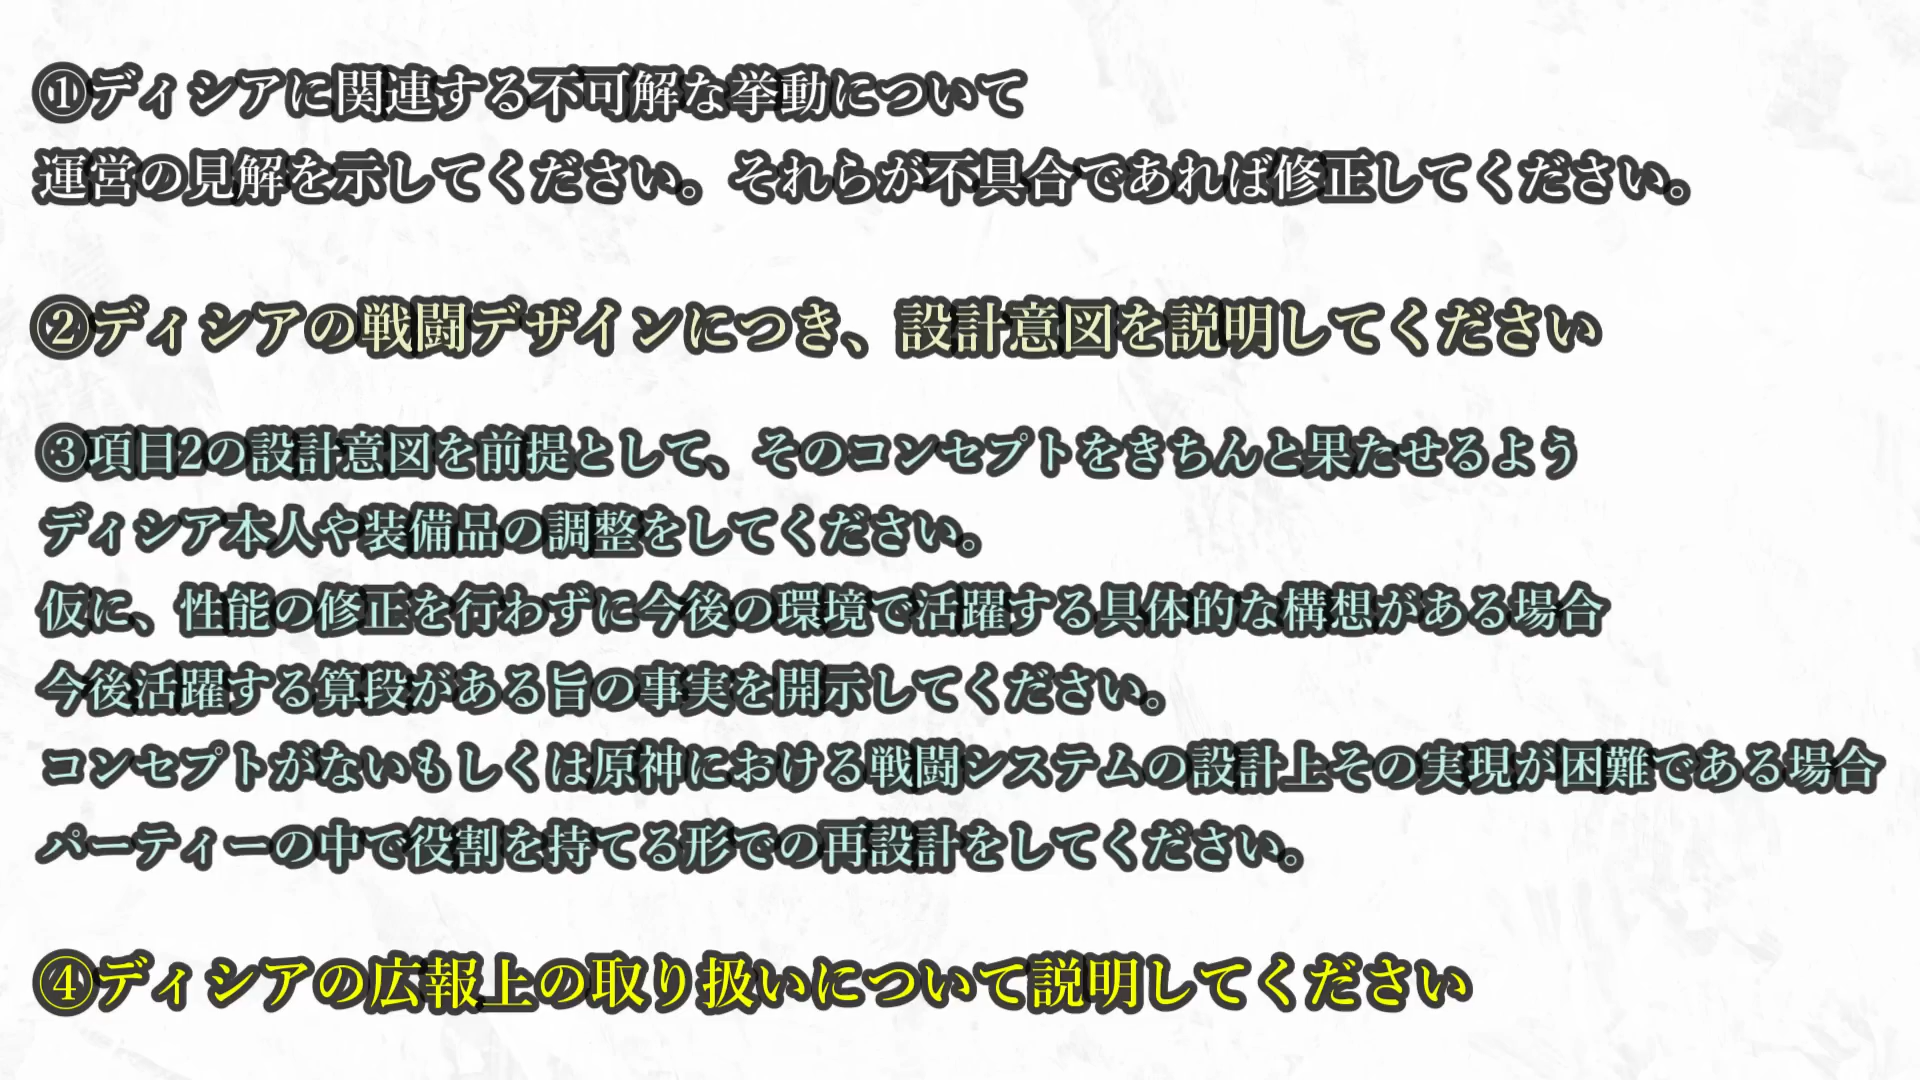 ①ディシアに関連する不可解な挙動について
運営の見解を示してください。それらが不具合であれば修正してください。
②ディシアの戦闘デザインにつき、設計意図を説明してください
③項目2の設計意図を前提として、そのコンセプトをきちんと果たせるよう
ディシア本人や装備品の調整をしてください。
仮に、性能の修正を行わずに今後の環境で活躍する具体的な構想がある場合
今後活躍する算段がある旨の事実を開示してください。
コンセプトがないもしくは原神における戦闘システムの設計上その実現が困難である場合
パーティーの中で役割を持てる形での再設計をしてください。
④ディシアの広報上の取り扱いについて説明してください